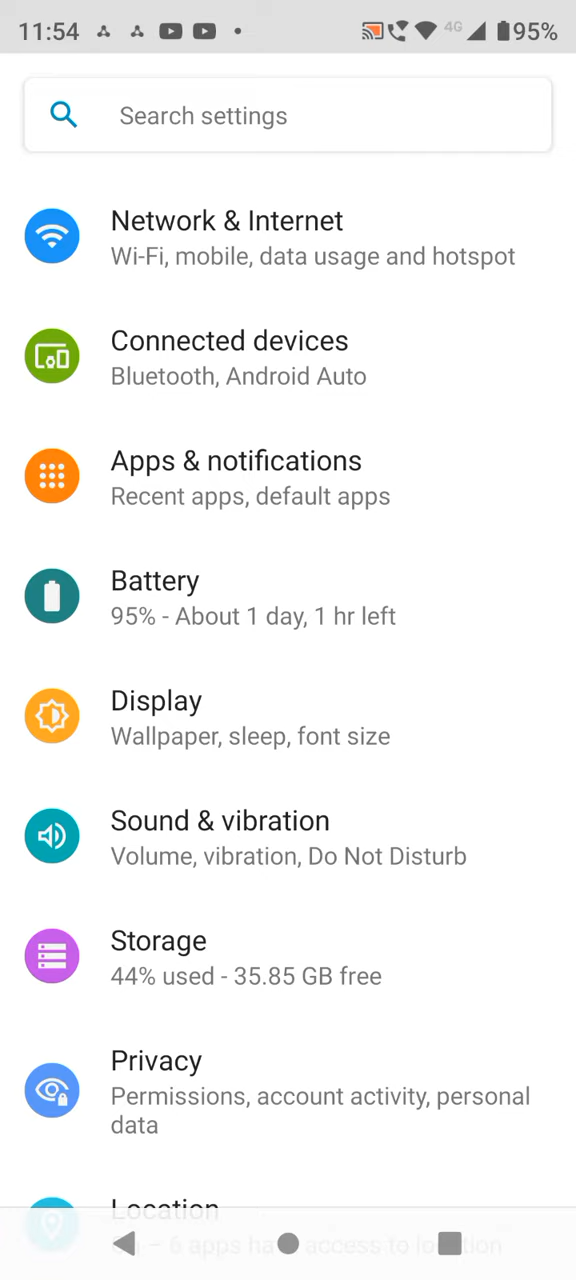 11:54 4G 95%
Search settings
Network & Internet
Wi-Fi, mobile, data usage and hotspot
Connected devices
Bluetooth, Android Auto
Apps & notifications
Recent apps, default apps
Battery
95% - About 1 day, 1 hr left
Display
Wallpaper, sleep, font size
Sound & vibration
Volume, vibration, Do Not Disturb
Storage
44% used - 35.85 GB free
Privacy
Permissions, account activity, personal
data
Location
– 6 apps access to